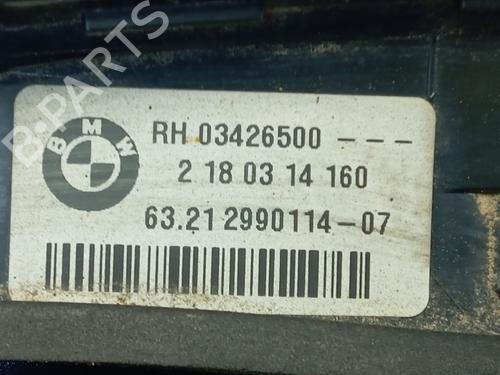 B-PARTS
BMW
RH 03426500 ---
2 18 03 14 160
63.21 2990114-07